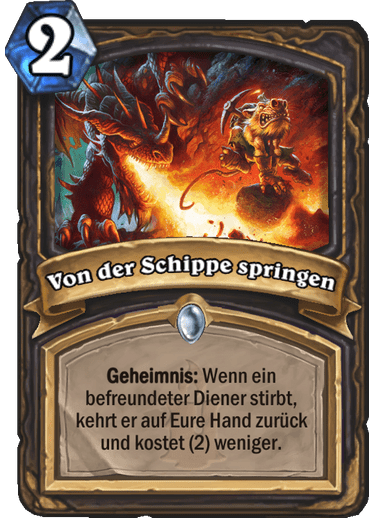 2
Von der Schippe springen
Geheimnis: Wenn ein
befreundeter Diener stirbt,
kehrt er auf Eure Hand zurück
und kostet (2) weniger.